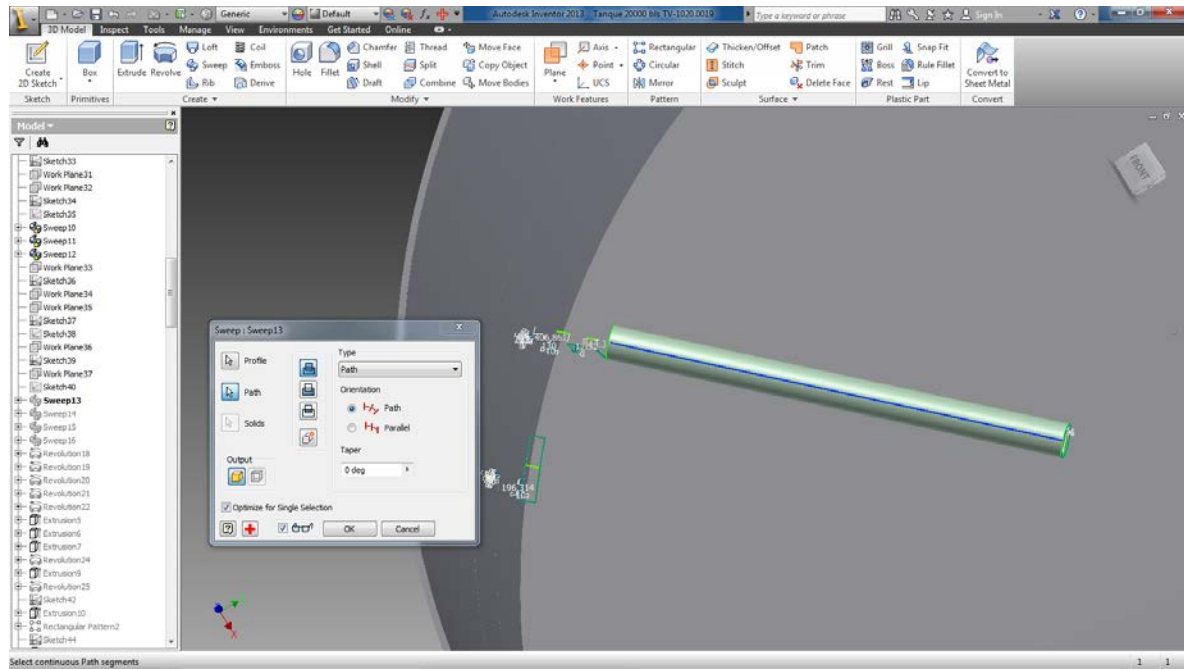 Generic
Default
Autodesk Inventor 2013 Tanque 20000 bls TV-1020.0019
Type a keyword or phrase
Sign In
3D Model Inspect Tools Manage View Environments Get Started Online
Create
2D Sketch
Box
Extrude Revolve
Loft
Sweep
Rib
Coil
Emboss
Derive
Hole Fillet
Chamfer
Shell
Draft
Thread
Split
Combine
Move Face
Copy Object
Move Bodies
Plane
Axis
Point
UCS
Rectangular
Circular
Mirror
Thicken/Offset
Stitch
Sculpt
Patch
Trim
Delete Face
Grill
Boss
Rest
Snap Fit
Rule Fillet
Lip
Convert to
Sheet Metal
Sketch Primitives Create Modify Work Features Pattern Surface Plastic Part Convert
Model
Sketch33
Work Plane31
Work Plane32
Sketch34
Sketch35
Sweep10
Sweep11
Sweep12
Work Plane33
Sketch36
Work Plane34
Work Plane35
Sketch37
Sketch38
Work Plane36
Sketch39
Work Plane37
Sketch40
Sweep13
Sweep14
Sweep15
Sweep16
Revolution18
Revolution19
Revolution20
Revolution21
Revolution22
Extrusion5
Extrusion6
Extrusion7
Revolution24
Extrusion9
Revolution25
Sketch42
Extrusion10
Rectangular Pattern2
Sketch44
Sweep : Sweep13
Profile
Path
Solids
Output
Type
Path
Orientation
Path
Parallel
Taper
0 deg
Optimize for Single Selection
OK
Cancel
FRONT
X
Select continuous Path segments
1 1